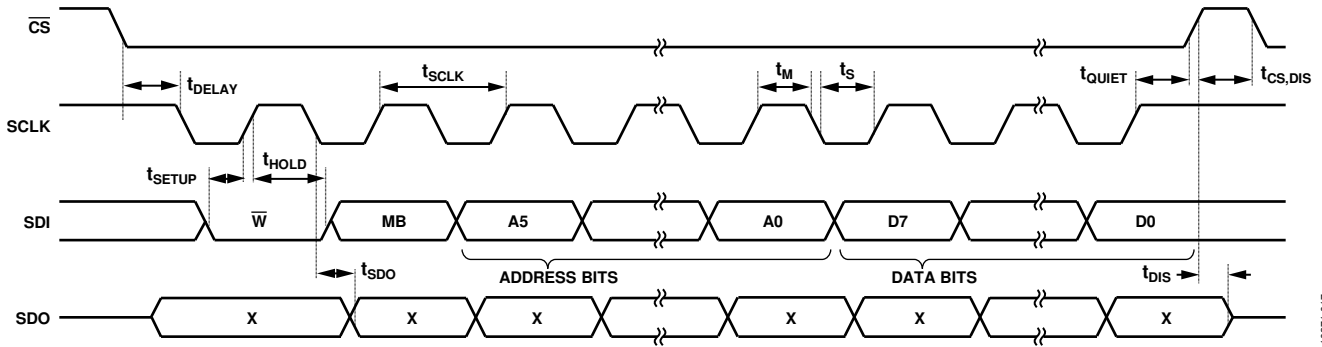 CS
tDELAY
tSCLK
tM
tS
tQUIET
tCS,DIS
SCLK
tSETUP
tHOLD
SDI
W
MB
A5
A0
D7
D0
tSDO
ADDRESS BITS
DATA BITS
tDIS
SDO
X
X
X
X
X
X